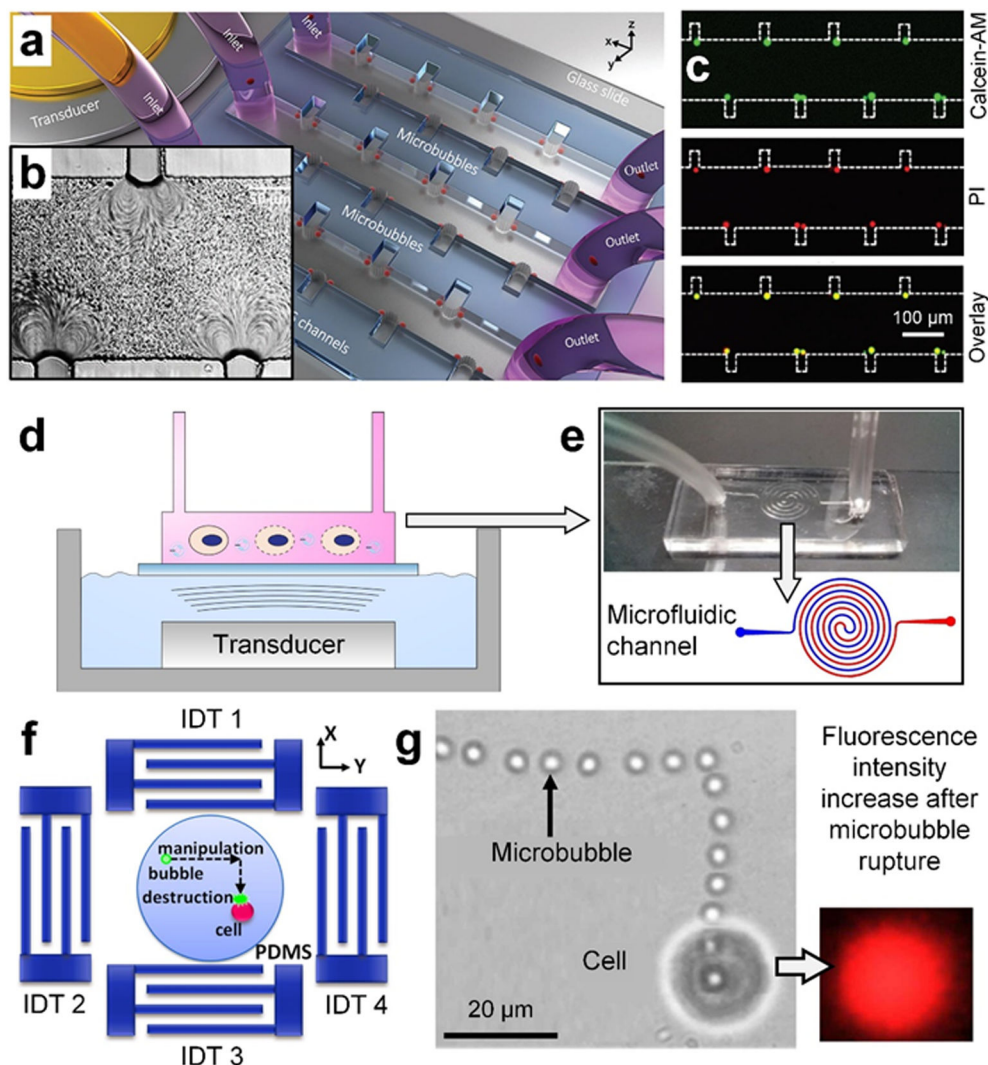 a
Inlet
Inlet
Inlet
Transducer
Glass slide
z
x
y
Microbubbles
Microbubbles
channels
Outlet
Outlet
Outlet
b
c
Calcein-AM
PI
Overlay
100 µm
d
Transducer
e
Microfluidic
channel
f
IDT 1
X
Y
manipulation
bubble
destruction
cell
PDMS
IDT 2
IDT 4
IDT 3
g
Microbubble
Cell
20 µm
Fluorescence
intensity
increase after
microbubble
rupture